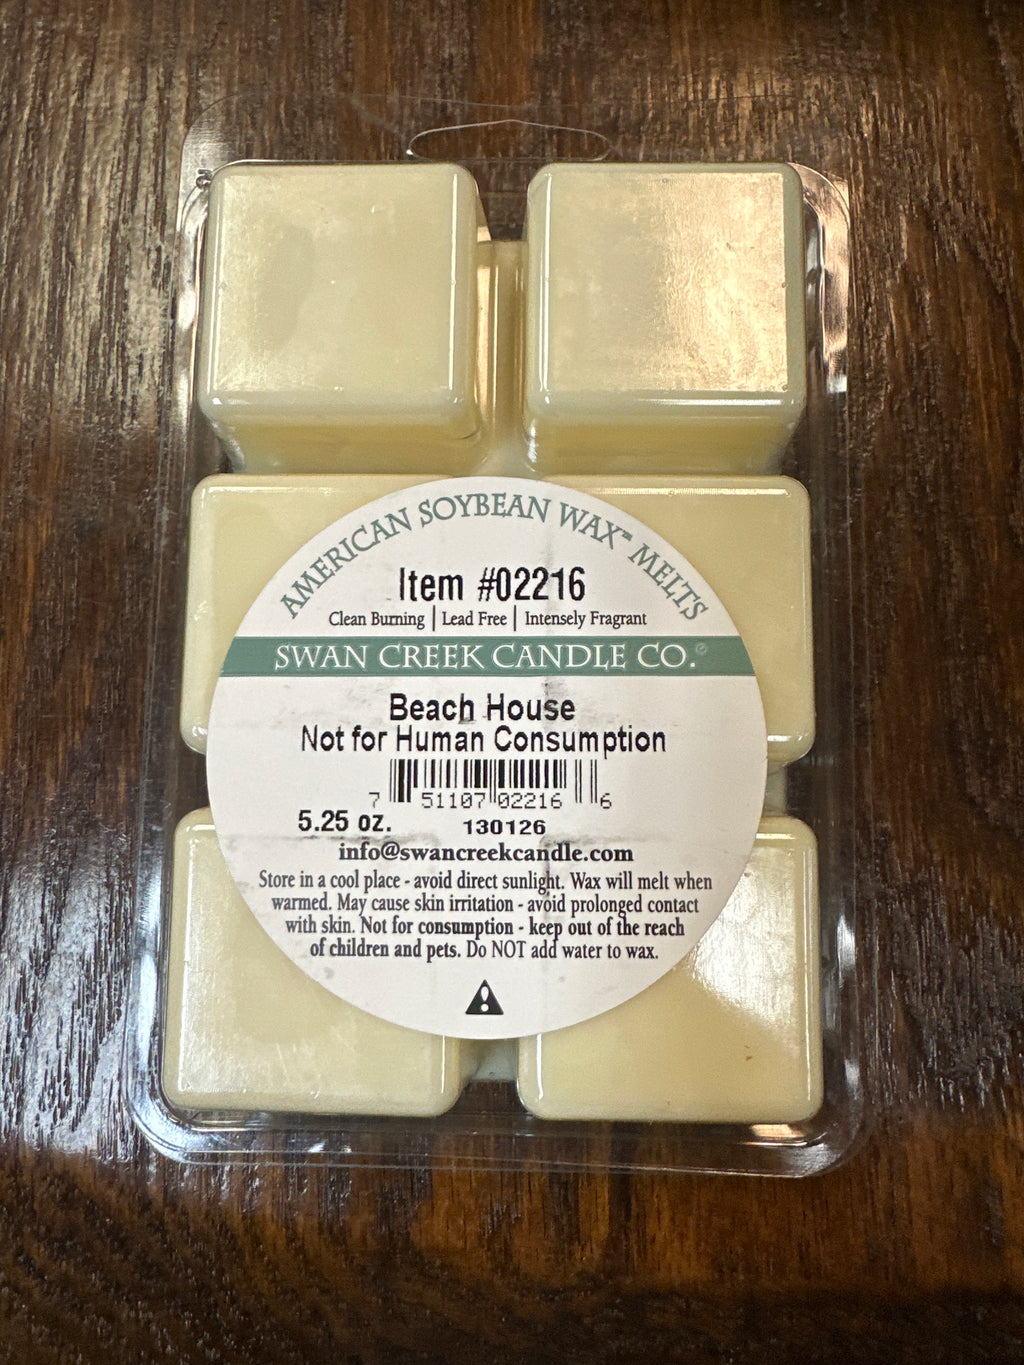 AMERICAN SOYBEAN WAX™ MELTS
Item #02216
Clean Burning | Lead Free | Intensely Fragrant
SWAN CREEK CANDLE CO.®
Beach House
Not for Human Consumption
7 51107 02216 6
5.25 oz. 130126
info@swancreekcandle.com
Store in a cool place - avoid direct sunlight. Wax will melt when
warmed. May cause skin irritation - avoid prolonged contact
with skin. Not for consumption - keep out of the reach
of children and pets. Do NOT add water to wax.